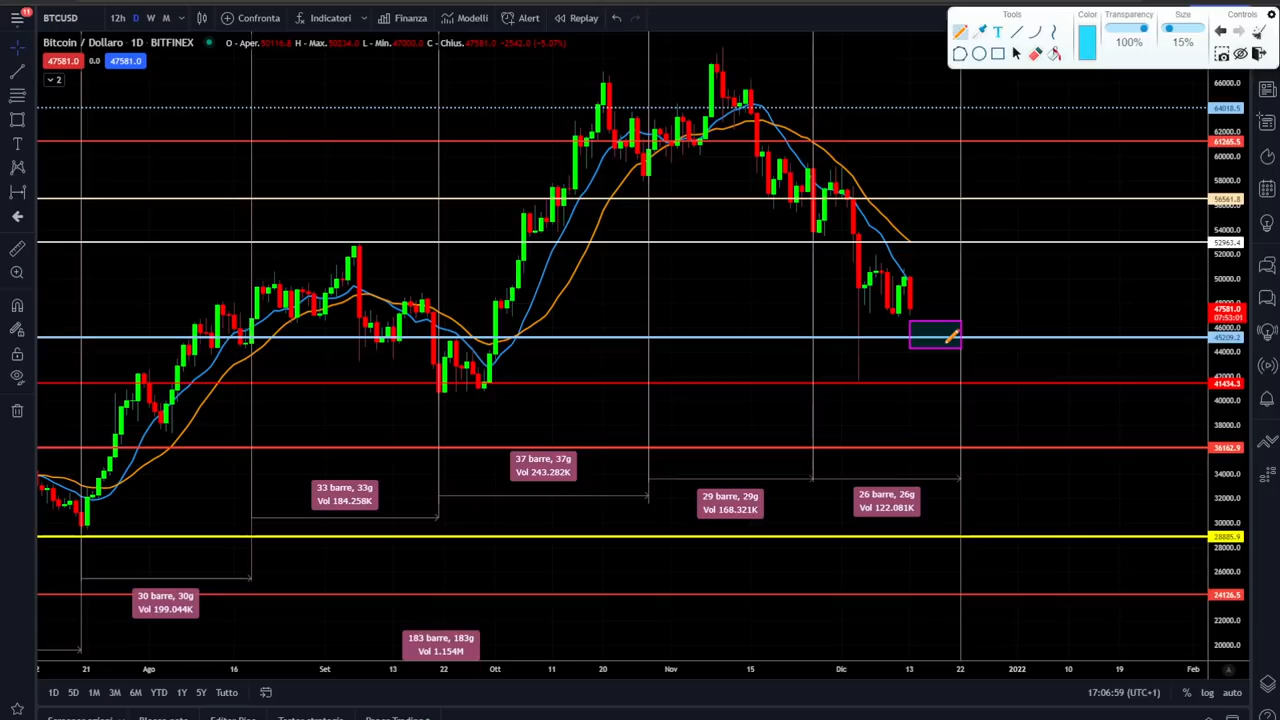 11
BTCUSD 12h D W M Confronta Indicatori Finanza Modelli Alert Replay
Tools Color Transparency Size Controls
100% 15%
Bitcoin / Dollaro · 1D · BITFINEX O - Aper.50116.8 H - Max.50234.0 L - Min.47000.0 C - Chius.47581.0 -2542.0 (-5.07%)
47581.0 0.0 47581.0
2
66000.0
64018.5
62000.0
61265.5
60000.0
58000.0
56561.8
56000.0
54000.0
52963.4
52000.0
50000.0
47581.0
07:53:01
46000.0
45209.2
44000.0
41434.3
40000.0
38000.0
36162.9
34000.0
32000.0
30000.0
28885.9
28000.0
26000.0
24126.5
22000.0
20000.0
37 barre, 37g
Vol 243.282K
33 barre, 33g
Vol 184.258K
29 barre, 29g
Vol 168.321K
26 barre, 26g
Vol 122.081K
30 barre, 30g
Vol 199.044K
183 barre, 183g
Vol 1.154M
21 Ago 16 Set 13 22 Ott 11 20 Nov 15 Dic 13 22 2022 10 19 Feb
1D 5D 1M 3M 6M YTD 1Y 5Y Tutto 17:06:59 (UTC+1) % log auto